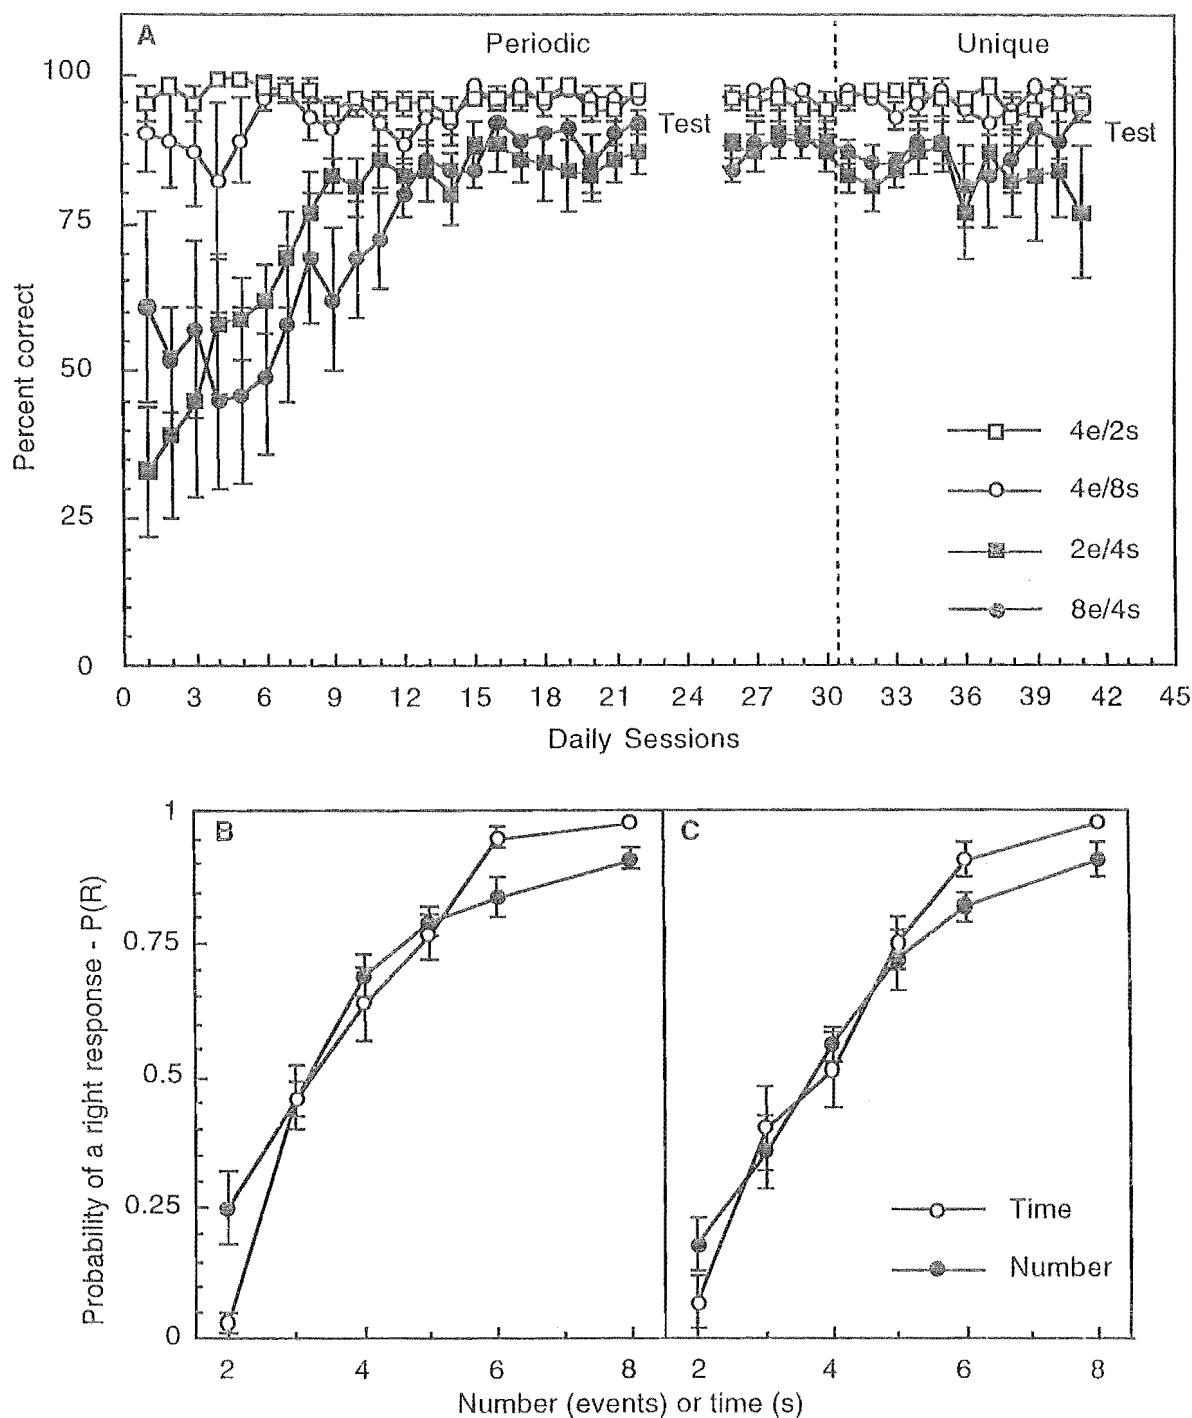 A
Periodic
Unique
100
75
50
25
0
Percent correct
Test
Test
4e/2s
4e/8s
2e/4s
8e/4s
0 3 6 9 12 15 18 21 24 27 30 33 36 39 42 45
Daily Sessions
B
C
1
0.75
0.5
0.25
0
Probability of a right response - P(R)
Time
Number
2 4 6 8 2 4 6 8
Number (events) or time (s)